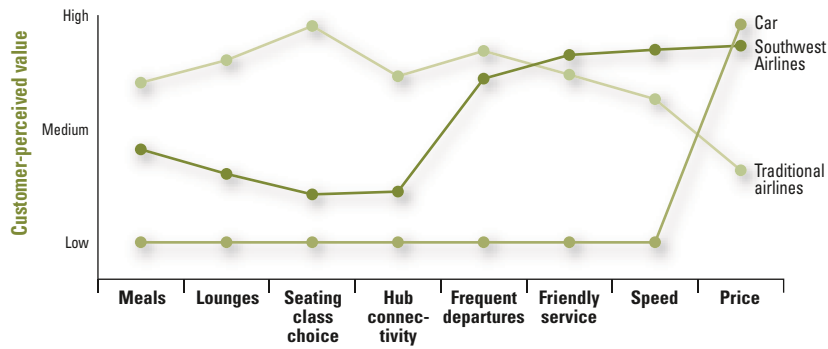 Customer-perceived value
High
Medium
Low
Car
Southwest
Airlines
Traditional
airlines
Meals
Lounges
Seating
class
choice
Hub
connec-
tivity
Frequent
departures
Friendly
service
Speed
Price